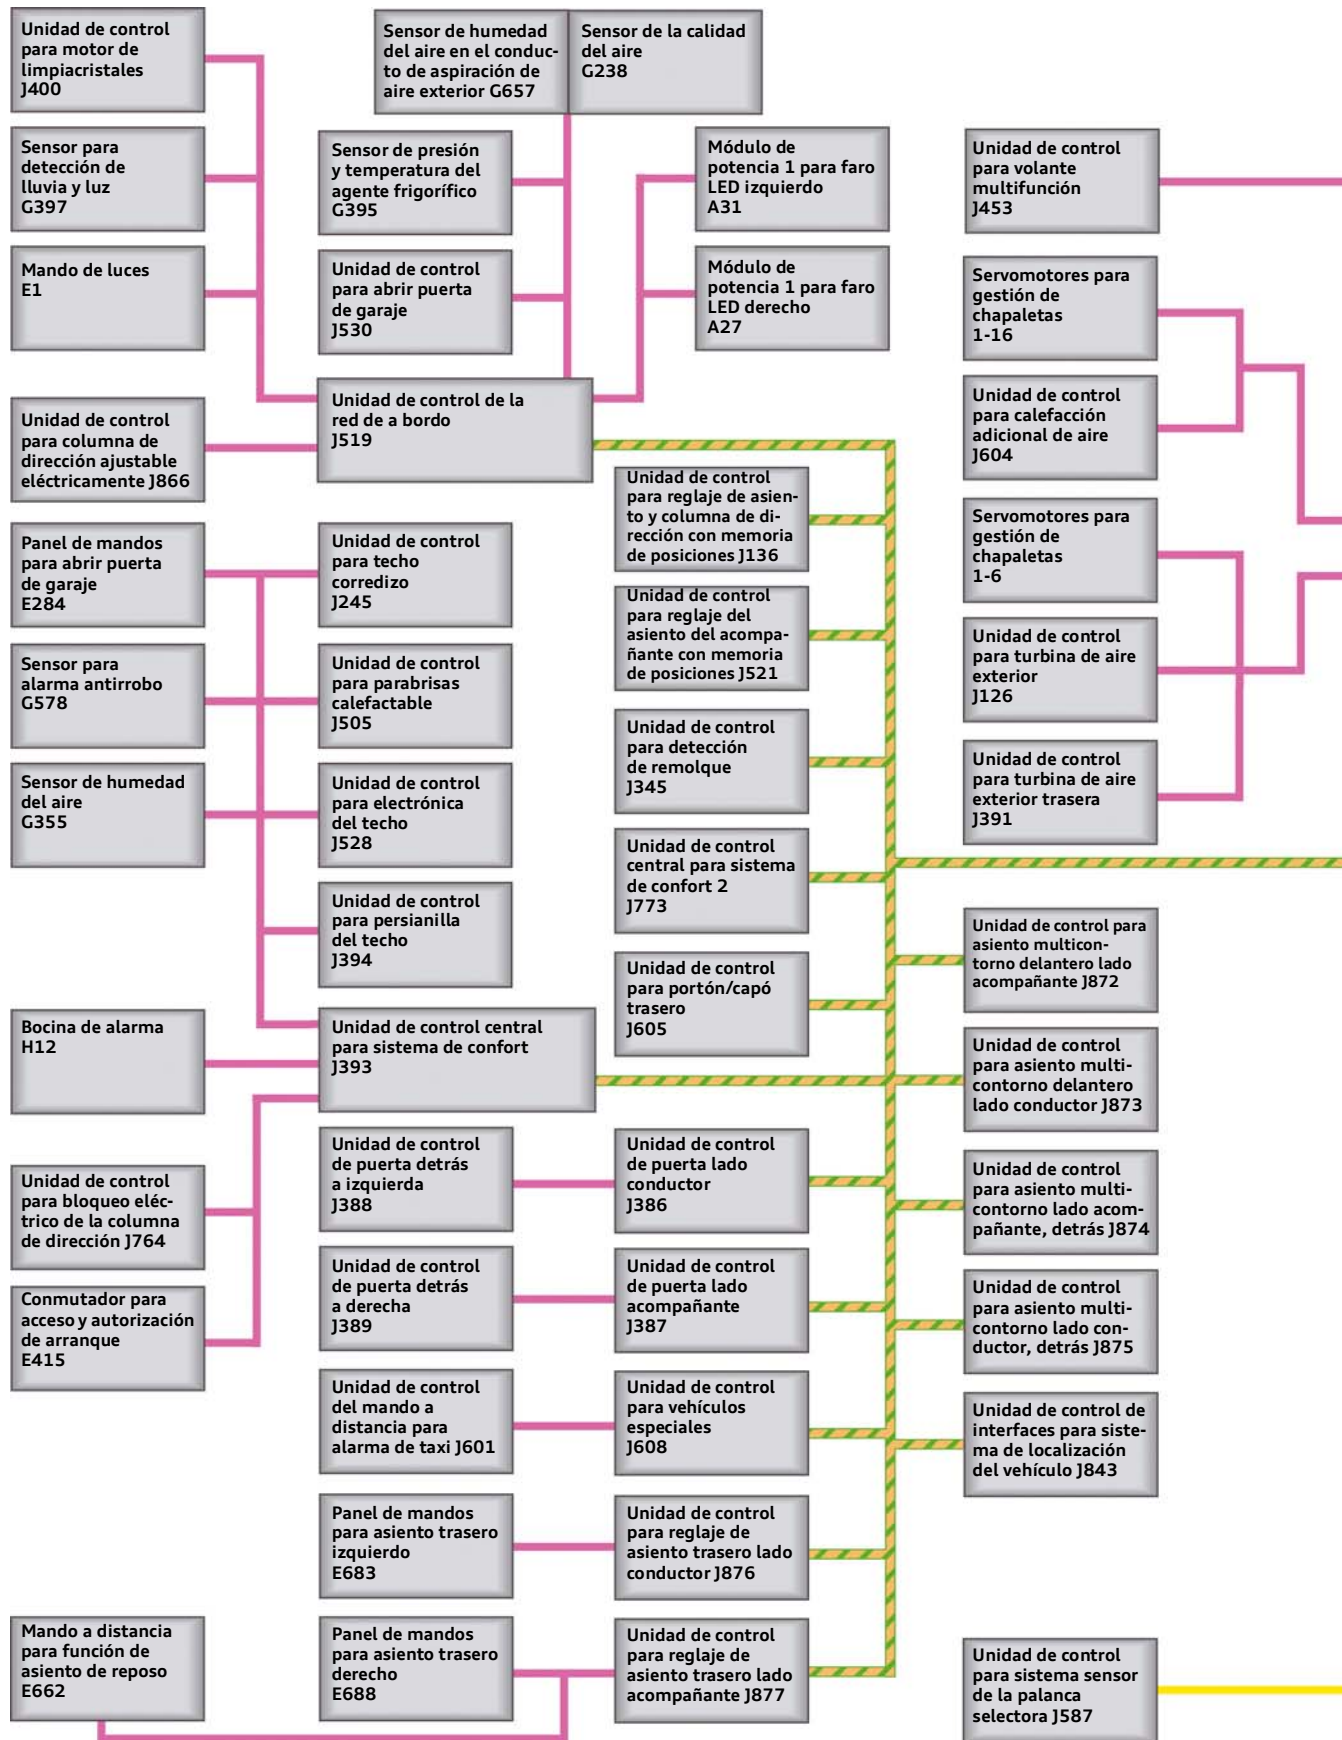 Unidad de control
para motor de
limpiacristales
J400
Sensor de humedad
del aire en el conduc-
to de aspiración de
aire exterior G657
Sensor de la calidad
del aire
G238
Sensor para
detección de
lluvia y luz
G397
Sensor de presión
y temperatura del
agente frigorífico
G395
Módulo de
potencia 1 para faro
LED izquierdo
A31
Unidad de control
para volante
multifunción
J453
Mando de luces
E1
Unidad de control
para abrir puerta
de garaje
J530
Módulo de
potencia 1 para faro
LED derecho
A27
Servomotores para
gestión de
chapaletas
1-16
Unidad de control
para columna de
dirección ajustable
eléctricamente J866
Unidad de control de la
red de a bordo
J519
Unidad de control
para calefacción
adicional de aire
J604
Unidad de control
para reglaje de asien-
to y columna de di-
rección con memoria
de posiciones J136
Servomotores para
gestión de
chapaletas
1-6
Panel de mandos
para abrir puerta
de garaje
E284
Unidad de control
para techo
corredizo
J245
Unidad de control
para reglaje del
asiento del acompa-
ñante con memoria
de posiciones J521
Unidad de control
para turbina de aire
exterior
J126
Sensor para
alarma antirrobo
G578
Unidad de control
para parabrisas
calefactable
J505
Unidad de control
para detección
de remolque
J345
Unidad de control
para turbina de aire
exterior trasera
J391
Sensor de humedad
del aire
G355
Unidad de control
para electrónica
del techo
J528
Unidad de control
central para sistema
de confort 2
J773
Unidad de control
para persianilla
del techo
J394
Unidad de control
para portón/capó
trasero
J605
Unidad de control para
asiento multicon-
torno delantero lado
acompañante J872
Bocina de alarma
H12
Unidad de control central
para sistema de confort
J393
Unidad de control
para asiento multi-
contorno delantero
lado conductor J873
Unidad de control
para bloqueo eléc-
trico de la columna
de dirección J764
Unidad de control
de puerta detrás
a izquierda
J388
Unidad de control
de puerta lado
conductor
J386
Unidad de control
para asiento multi-
contorno lado acom-
pañante, detrás J874
Conmutador para
acceso y autorización
de arranque
E415
Unidad de control
de puerta detrás
a derecha
J389
Unidad de control
de puerta lado
acompañante
J387
Unidad de control
para asiento multi-
contorno lado con-
ductor, detrás J875
Unidad de control
del mando a
distancia para
alarma de taxi J601
Unidad de control
para vehículos
especiales
J608
Unidad de control de
interfaces para siste-
ma de localización
del vehículo J843
Panel de mandos
para asiento trasero
izquierdo
E683
Unidad de control
para reglaje de
asiento trasero lado
conductor J876
Mando a distancia
para función de
asiento de reposo
E662
Panel de mandos
para asiento trasero
derecho
E688
Unidad de control
para reglaje de
asiento trasero lado
acompañante J877
Unidad de control
para sistema sensor
de la palanca
selectora J587